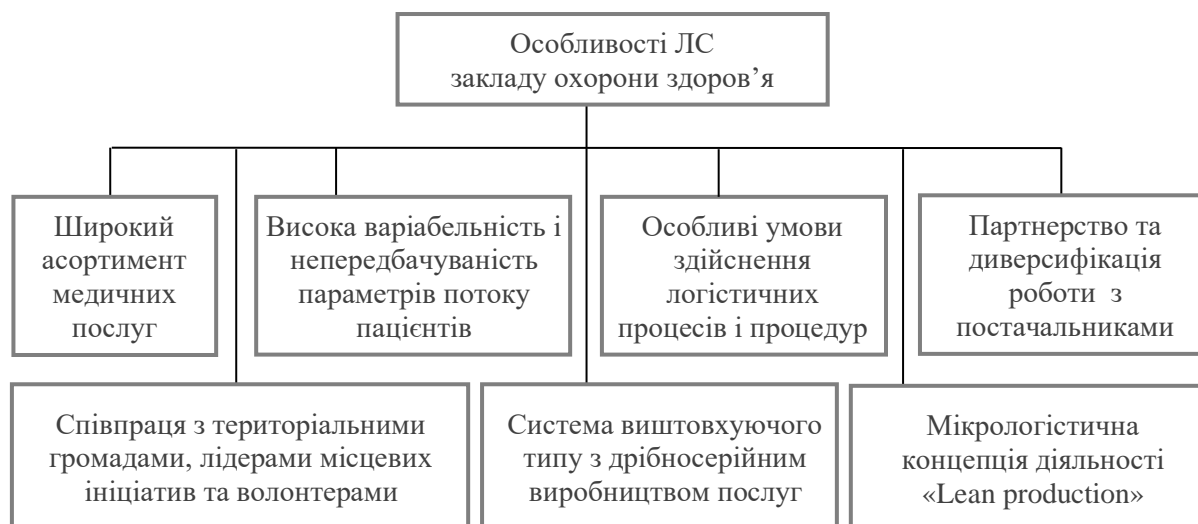 Особливості ЛС
закладу охорони здоров’я
Широкий
асортимент
медичних
послуг
Висока варіабельність і
непередбачуваність
параметрів потоку
пацієнтів
Особливі умови
здійснення
логістичних
процесів і процедур
Партнерство та
диверсифікація
роботи з
постачальниками
Співпраця з територіальними
громадами, лідерами місцевих
ініціатив та волонтерами
Система виштовхуючого
типу з дрібносерійним
виробництвом послуг
Мікрологістична
концепція діяльності
«Lean production»